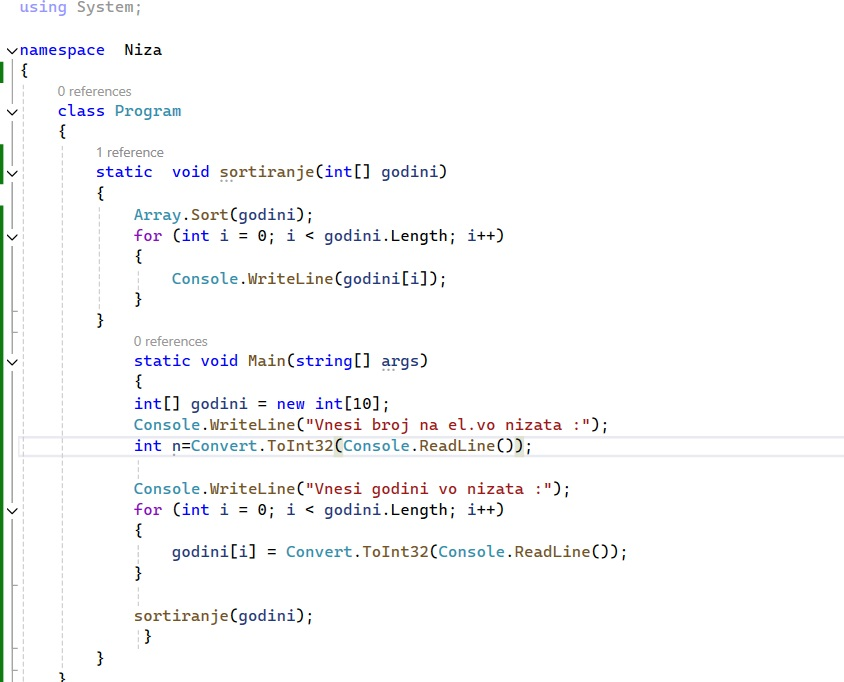 using System;
namespace  Niza
{
0 references
class Program
{
1 reference
static  void sortiranje(int[] godini)
{
Array.Sort(godini);
for (int i = 0; i < godini.Length; i++)
{
Console.WriteLine(godini[i]);
}
}
0 references
static void Main(string[] args)
{
int[] godini = new int[10];
Console.WriteLine("Vnesi broj na el.vo nizata :");
int n=Convert.ToInt32(Console.ReadLine());
Console.WriteLine("Vnesi godini vo nizata :");
for (int i = 0; i < godini.Length; i++)
{
godini[i] = Convert.ToInt32(Console.ReadLine());
}
sortiranje(godini);
}
}
}